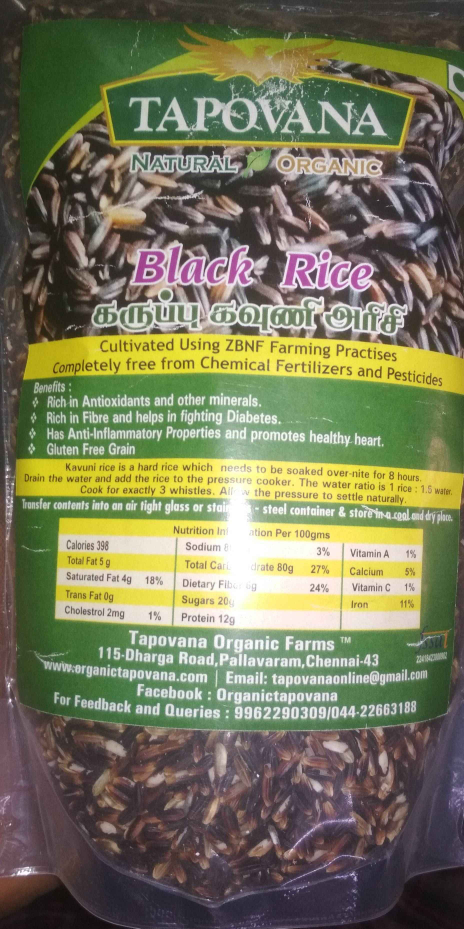 TAPOVANA
NATURAL ORGANIC
Black Rice
கருப்பு கவுணி அரிசி
Cultivated Using ZBNF Farming Practises
Completely free from Chemical Fertilizers and Pesticides
Benefits :
❖ Rich in Antioxidants and other minerals.
❖ Rich in Fibre and helps in fighting Diabetes.
❖ Has Anti-Inflammatory Properties and promotes healthy heart.
❖ Gluten Free Grain
Kavuni rice is a hard rice which needs to be soaked over-nite for 8 hours.
Drain the water and add the rice to the pressure cooker. The water ratio is 1 rice : 1.5 water.
Cook for exactly 3 whistles. Allow the pressure to settle naturally.
Transfer contents into an air tight glass or - steel container & store in a cool and dry place.
Nutrition Per 100gms
Calories 398
Total Fat 5 g
Saturated Fat 4g 18%
Trans Fat 0g
Cholestrol 2mg 1%
Sodium 3%
Total 80g 27%
Dietary 24%
Sugars 20g
Protein 12g
Vitamin A 1%
Calcium 5%
Vitamin C 1%
Iron 11%
Tapovana Organic Farms ™
115-Dharga Road,Pallavaram,Chennai-43
www.organictapovana.com | Email: tapovanaonline@gmail.com
Facebook : Organictapovana
For Feedback and Queries : 9962290309/044-22663188